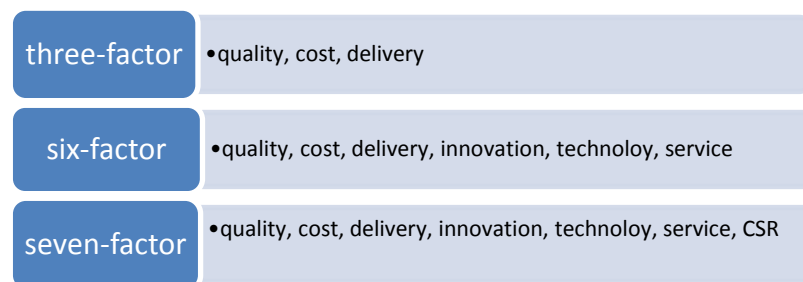 three-factor
•quality, cost, delivery
six-factor
•quality, cost, delivery, innovation, technoloy, service
seven-factor
•quality, cost, delivery, innovation, technoloy, service, CSR